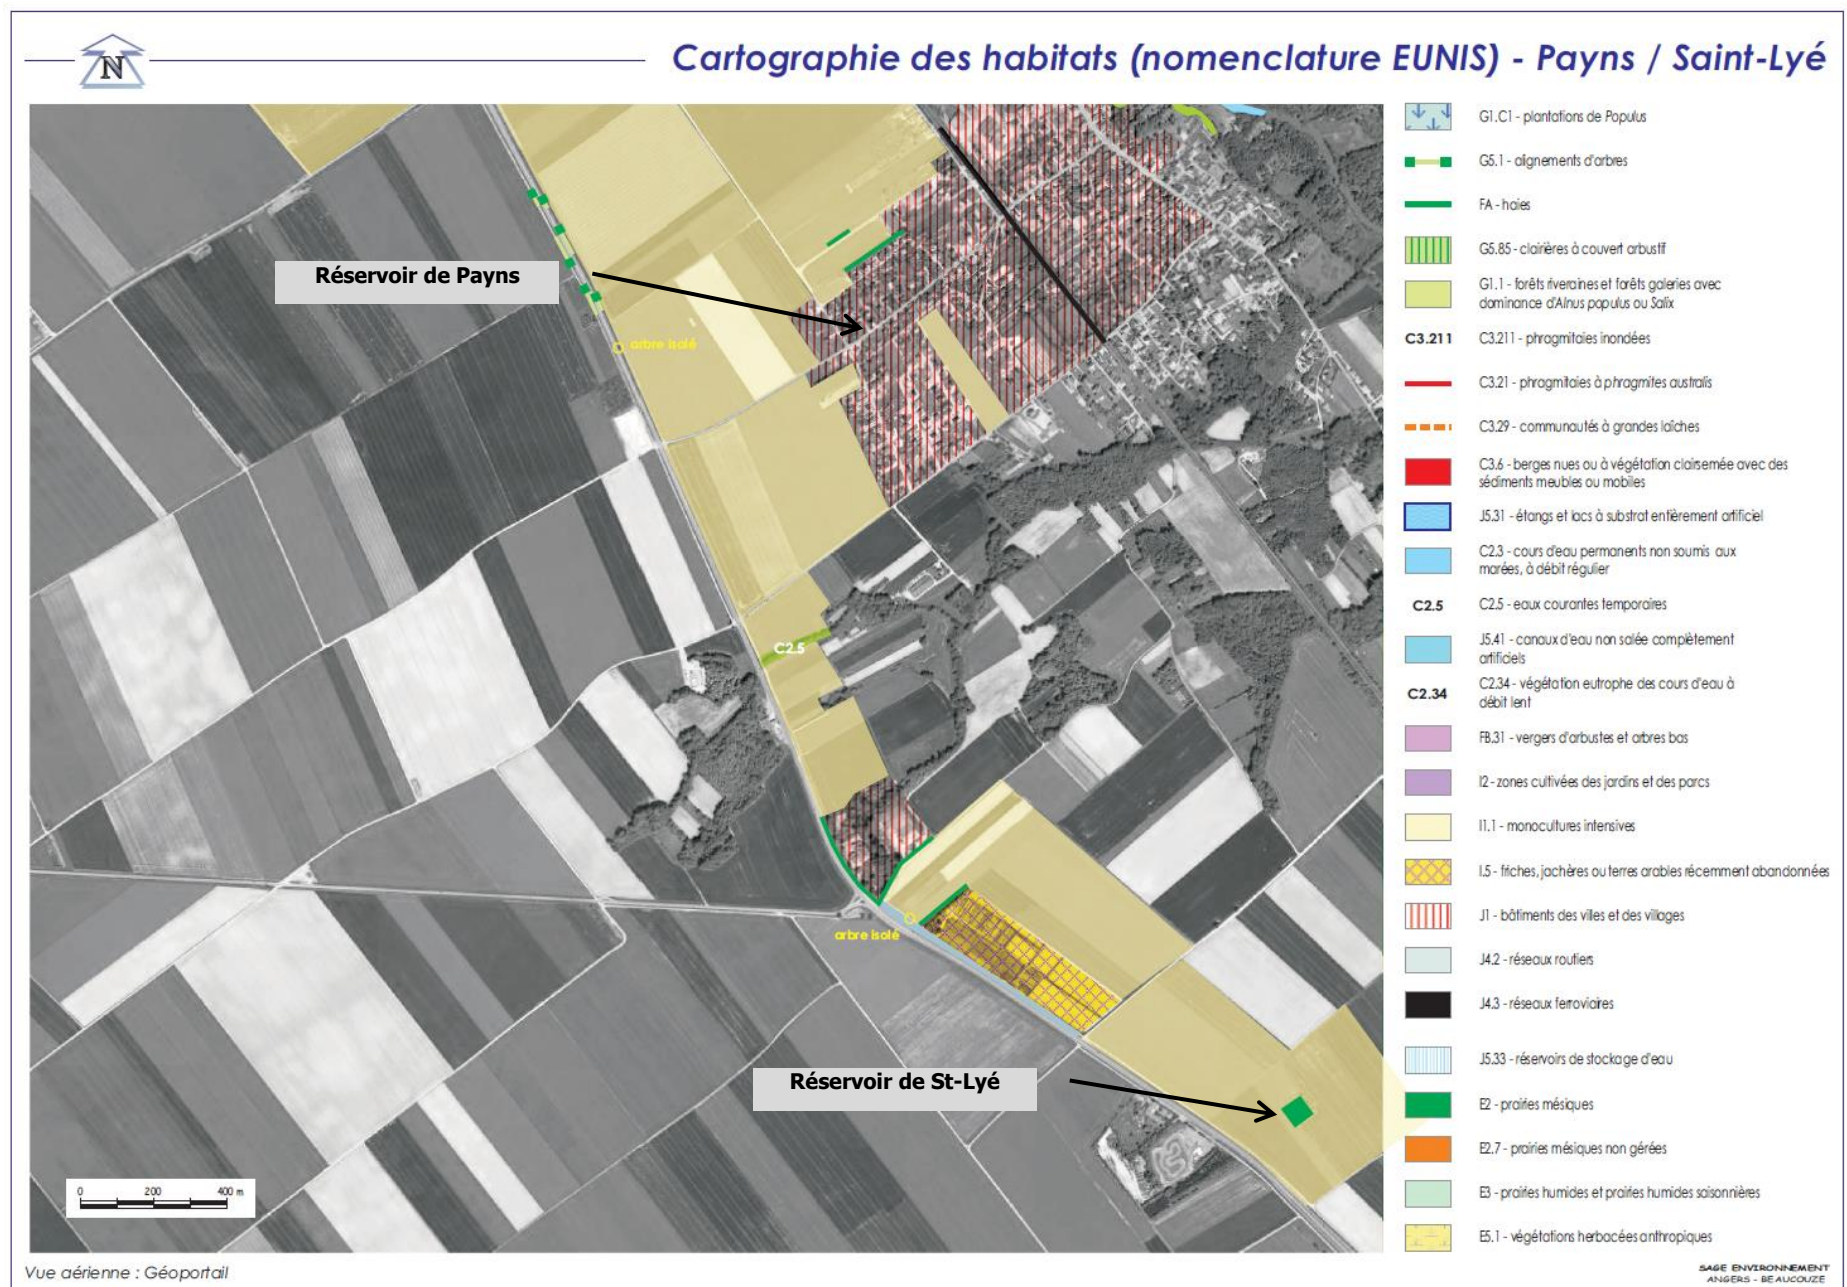 N
Cartographie des habitats (nomenclature EUNIS) - Payns / Saint-Lyé
Réservoir de Payns
arbre isolé
C2.5
arbre isolé
Réservoir de St-Lyé
0 200 400 m
G1.C1 - plantations de Populus
G5.1 - alignements d'arbres
FA - haies
G5.85 - clairières à couvert arbustif
G1.1 - forêts riveraines et forêts galeries avec
dominance d'Alnus populus ou Salix
C3.211 C3.211 - phragmitaies inondées
C3.21 - phragmitaies à phragmites australis
C3.29 - communautés à grandes laîches
C3.6 - berges nues ou à végétation clairsemée avec des
sédiments meubles ou mobiles
J5.31 - étangs et lacs à substrat entièrement artificiel
C2.3 - cours d'eau permanents non soumis aux
marées, à débit régulier
C2.5 C2.5 - eaux courantes temporaires
J5.41 - canaux d'eau non salée complètement
artificiels
C2.34 C2.34 - végétation eutrophe des cours d'eau à
débit lent
FB.31 - vergers d'arbustes et arbres bas
I2 - zones cultivées des jardins et des parcs
I1.1 - monocultures intensives
I.5 - friches, jachères ou terres arables récemment abandonnées
J1 - bâtiments des villes et des villages
J4.2 - réseaux routiers
J4.3 - réseaux ferroviaires
J5.33 - réservoirs de stockage d'eau
E2 - prairies mésiques
E2.7 - prairies mésiques non gérées
E3 - prairies humides et prairies humides saisonnières
E5.1 - végétations herbacées anthropiques
Vue aérienne : Géoportail
SAGE ENVIRONNEMENT
ANGERS - BEAUCOUZE